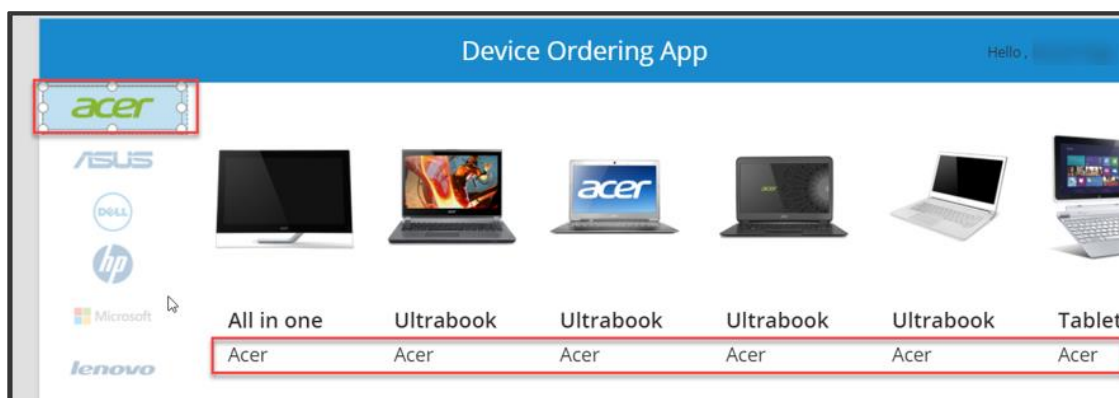 Device Ordering App
Hello ,
acer
ASUS
DELL
hp
Microsoft
lenovo
acer
acer
All in one Ultrabook Ultrabook Ultrabook Ultrabook Tablet
Acer Acer Acer Acer Acer Acer